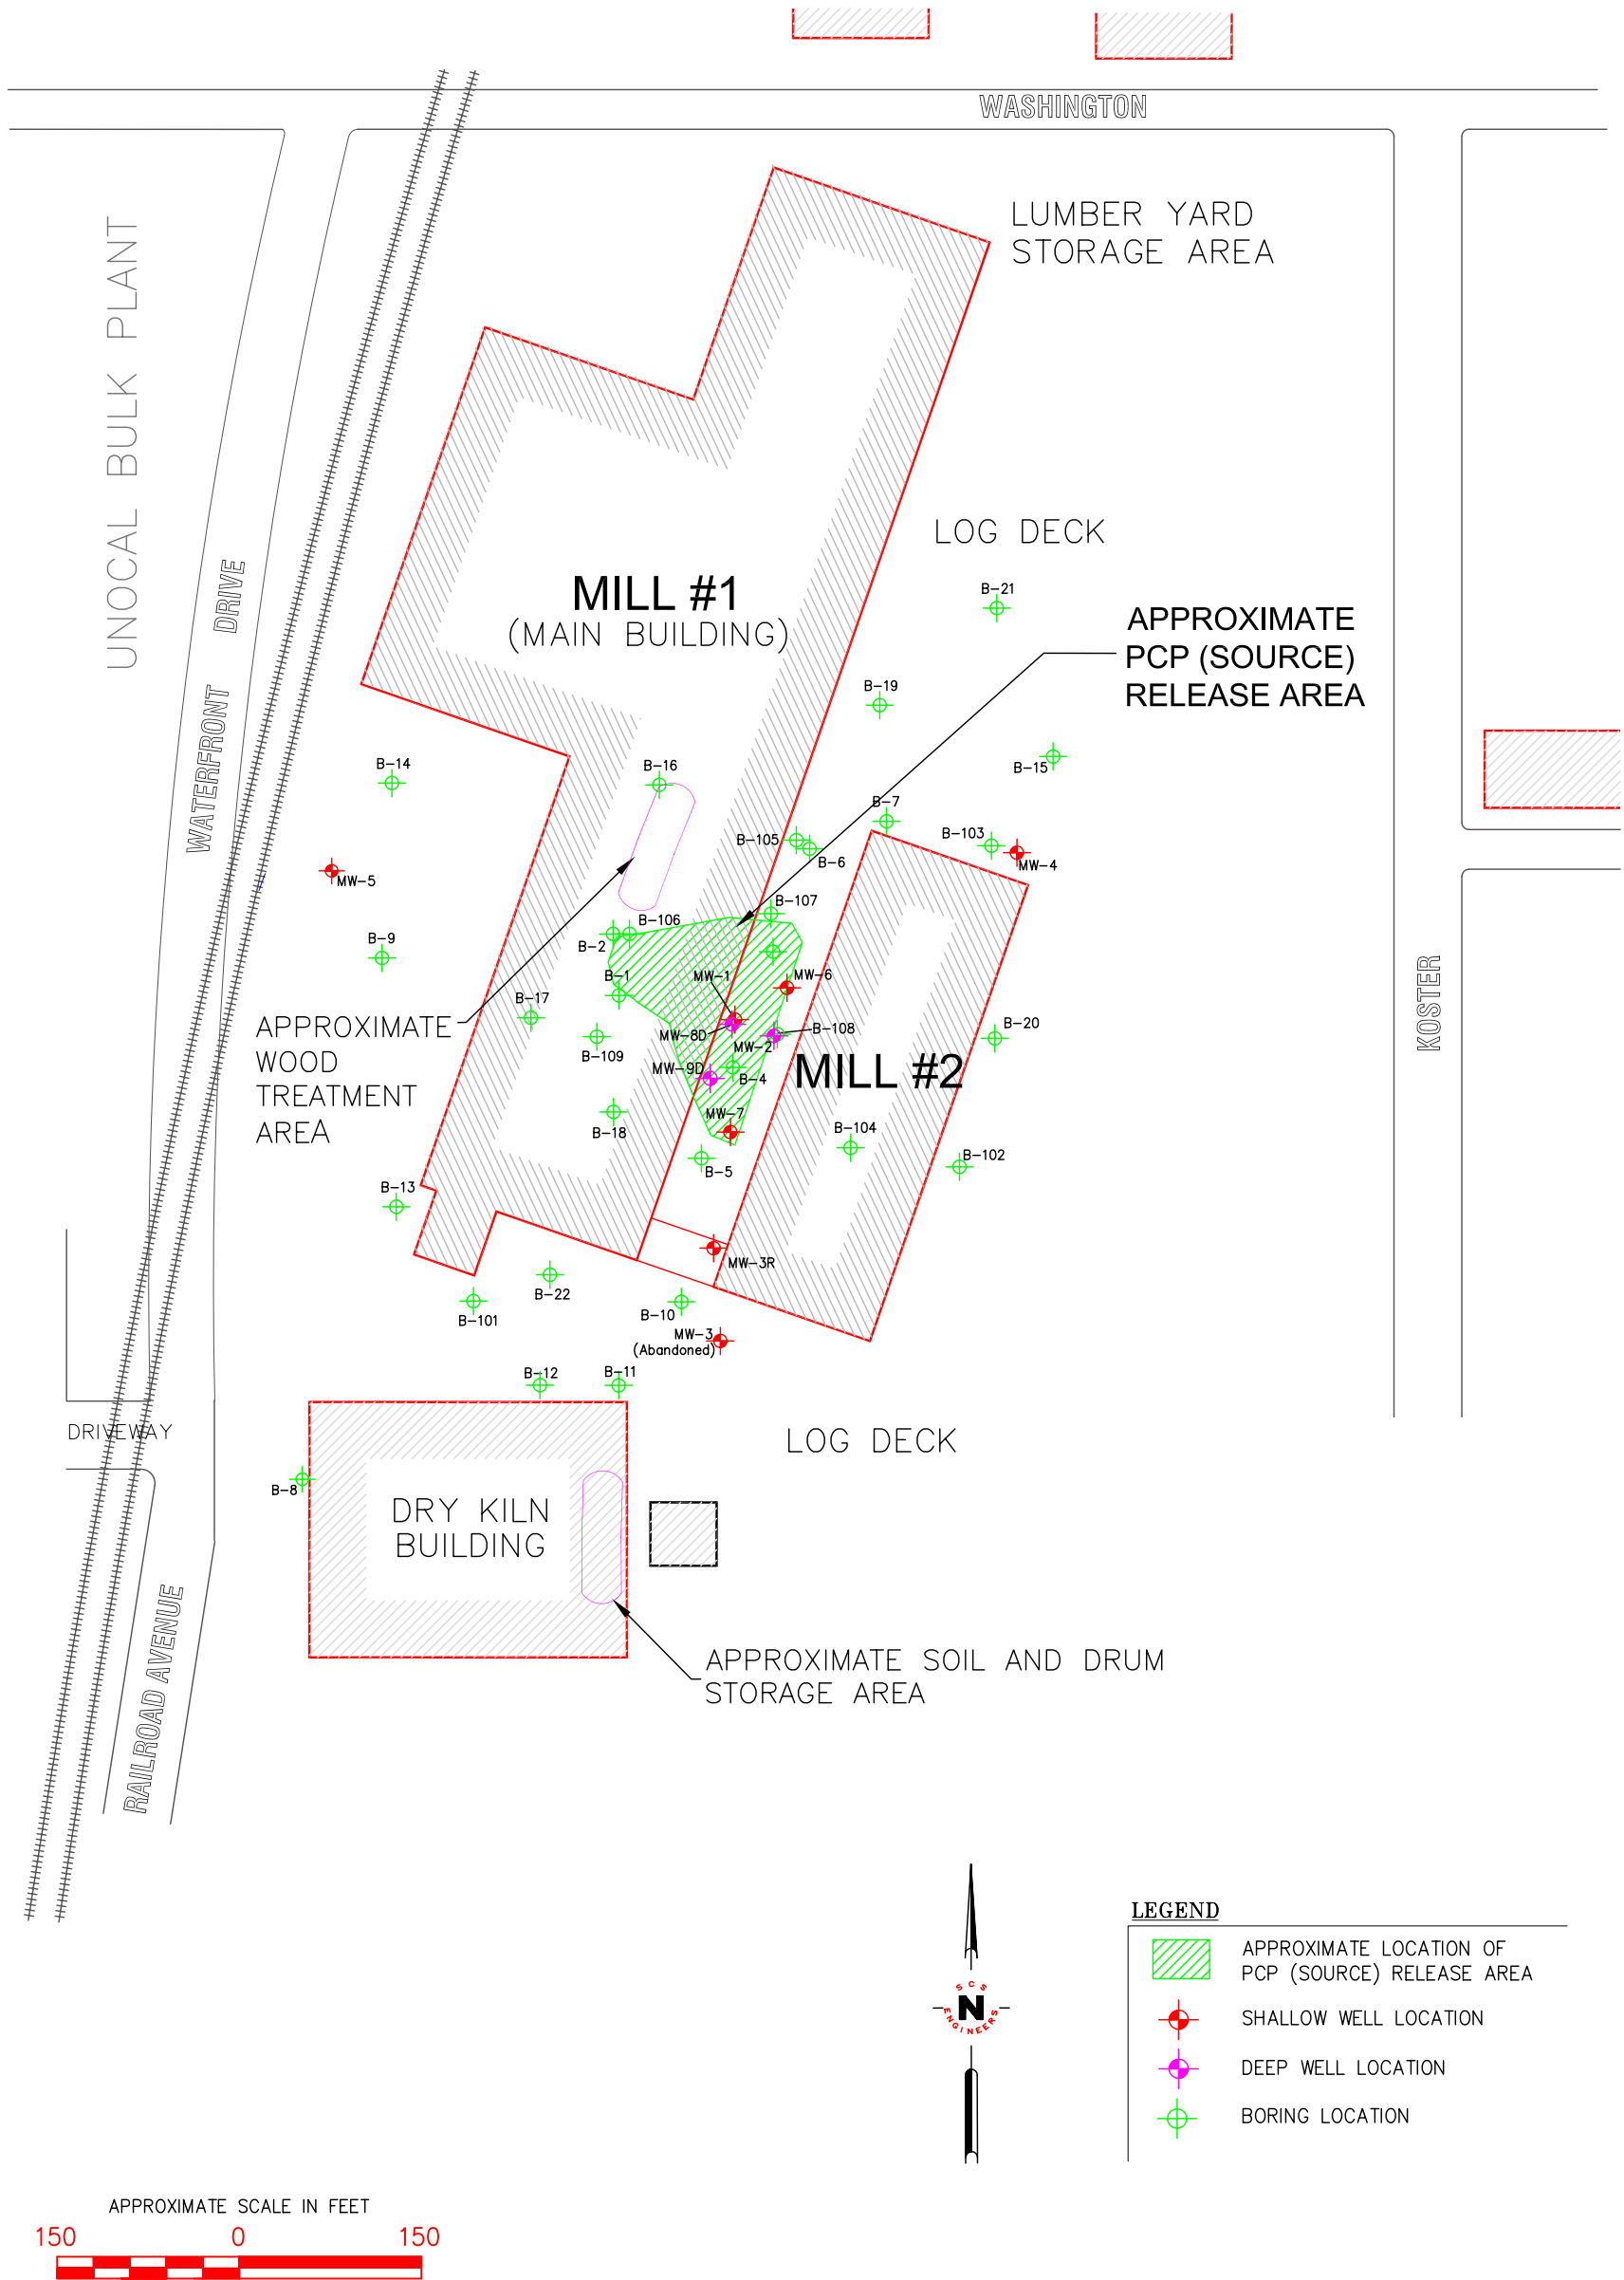 WASHINGTON
LUMBER YARD
STORAGE AREA
UNOCAL BULK PLANT
WATERFRONT DRIVE
LOG DECK
MILL #1
(MAIN BUILDING)
B-21
APPROXIMATE
PCP (SOURCE)
RELEASE AREA
B-19
B-14
B-16
B-15
B-7
B-105
B-6
B-103
MW-4
MW-5
B-107
B-106
B-2
B-9
B-1
MW-1
MW-6
B-17
APPROXIMATE
WOOD
TREATMENT
AREA
B-109
MW-8D
MW-2
B-108
B-20
KOSTER
MW-9D
B-4
MILL #2
MW-7
B-18
B-104
B-5
B-102
B-13
MW-3R
B-22
B-101
B-10
MW-3
(Abandoned)
B-12
B-11
DRIVEWAY
LOG DECK
B-8
DRY KILN
BUILDING
RAILROAD AVENUE
APPROXIMATE SOIL AND DRUM
STORAGE AREA
SCS
N
ENGINEERS
LEGEND
APPROXIMATE LOCATION OF
PCP (SOURCE) RELEASE AREA
SHALLOW WELL LOCATION
DEEP WELL LOCATION
BORING LOCATION
APPROXIMATE SCALE IN FEET
150 0 150